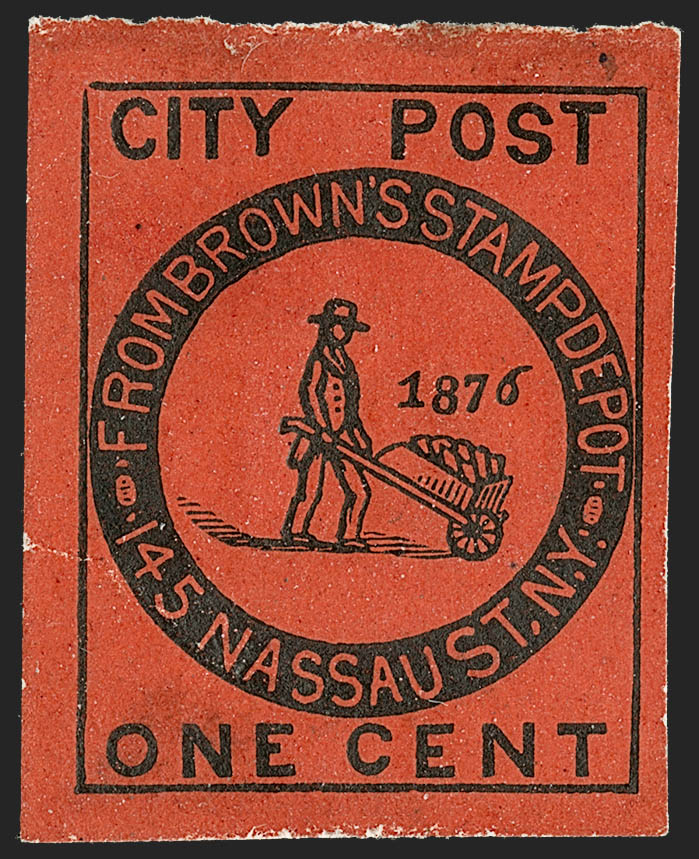 CITY POST
FROM BROWN'S STAMP DEPOT
1876
145 NASSAU ST. N.Y.
ONE CENT